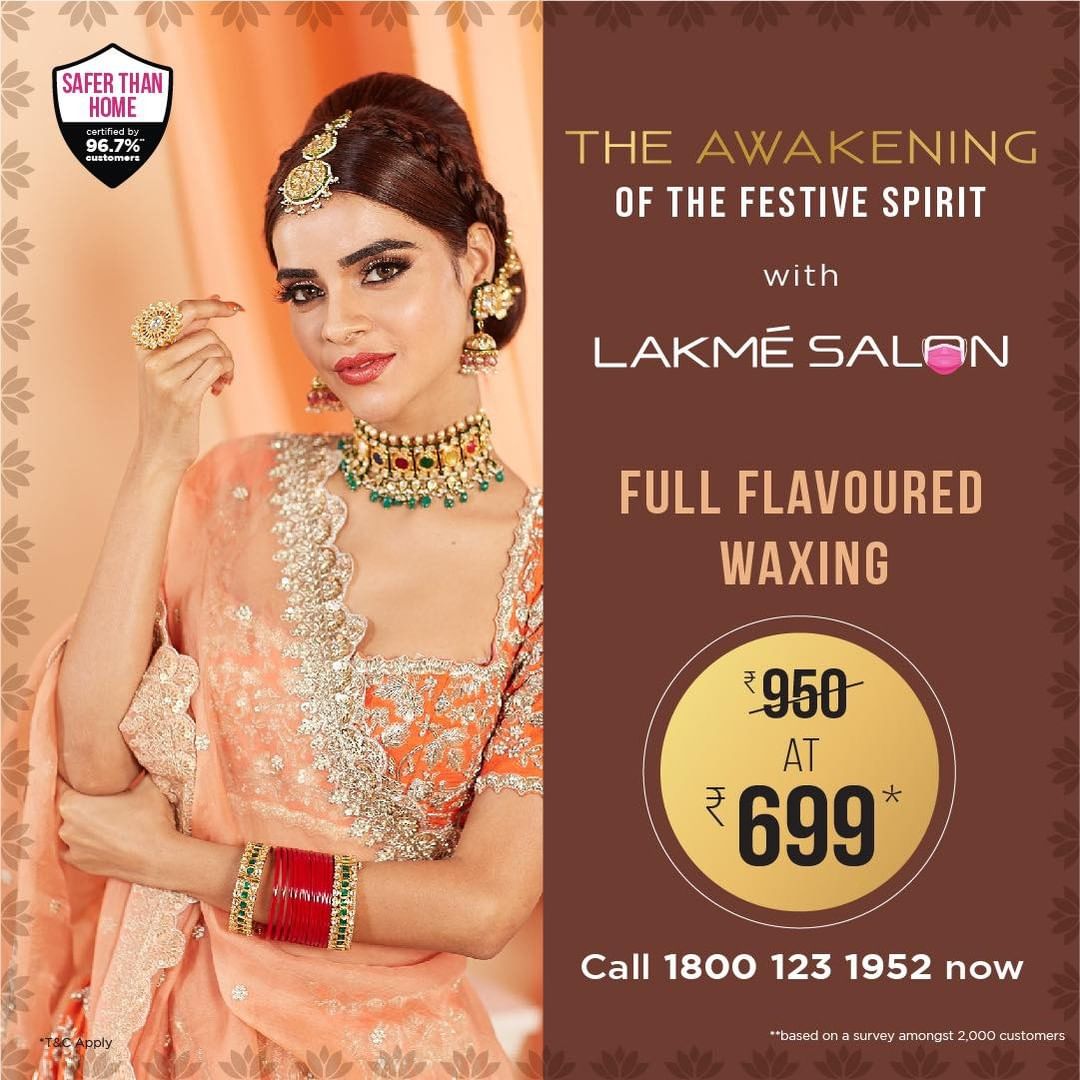 SAFER THAN
HOME
certified by
96.7%**
customers
THE AWAKENING
OF THE FESTIVE SPIRIT
with
LAKMÉ SALON
FULL FLAVOURED
WAXING
₹950
AT
₹699*
Call 1800 123 1952 now
*T&C Apply
**based on a survey amongst 2,000 customers